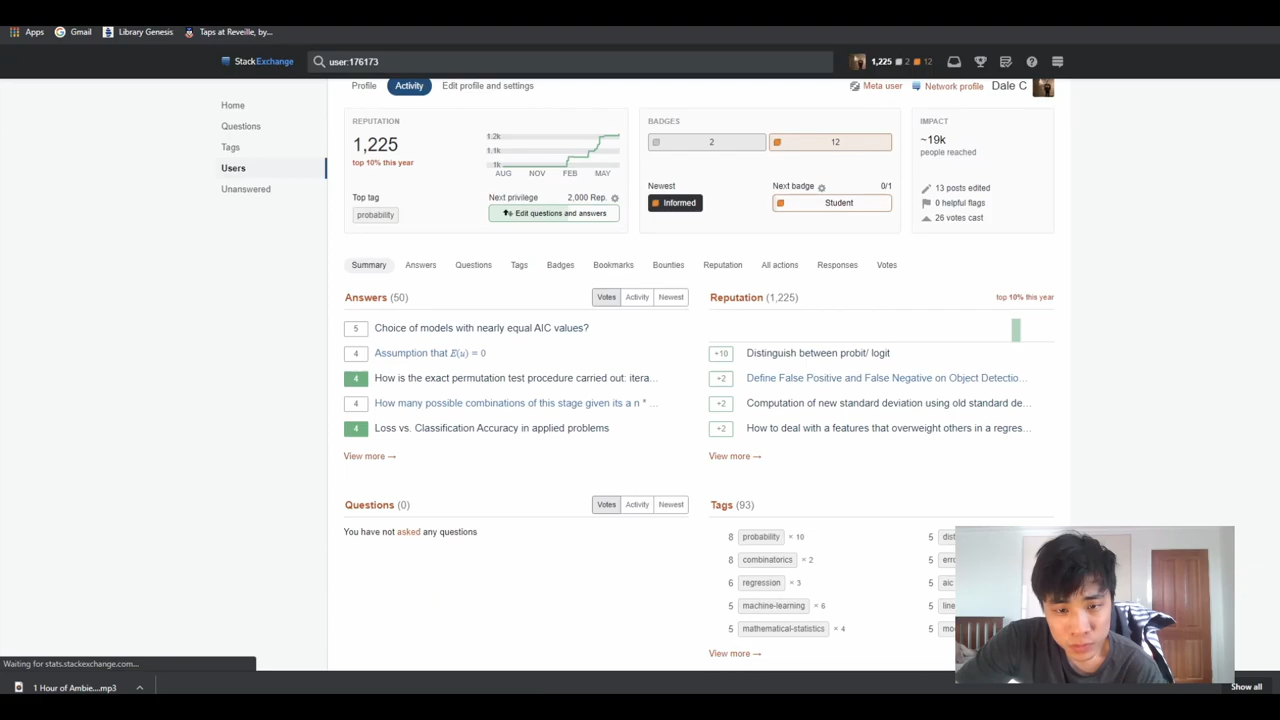 Apps Gmail Library Genesis Taps at Reveille, by...
StackExchange user:176173 1,225 2 12
Profile Activity Edit profile and settings Meta user Network profile Dale C
Home
Questions
Tags
Users
Unanswered
REPUTATION
1,225
top 10% this year
1.2k
1.1k
1k
AUG NOV FEB MAY
Top tag
probability
Next privilege 2,000 Rep.
Edit questions and answers
BADGES
2 12
Newest
Informed
Next badge 0/1
Student
IMPACT
~19k
people reached
13 posts edited
0 helpful flags
26 votes cast
Summary Answers Questions Tags Badges Bookmarks Bounties Reputation All actions Responses Votes
Answers (50) Votes Activity Newest
5 Choice of models with nearly equal AIC values?
4 Assumption that E(u) = 0
4 How is the exact permutation test procedure carried out: itera...
4 How many possible combinations of this stage given its a n * ...
4 Loss vs. Classification Accuracy in applied problems
View more →
Reputation (1,225) top 10% this year
+10 Distinguish between probit/ logit
+2 Define False Positive and False Negative on Object Detectio...
+2 Computation of new standard deviation using old standard de...
+2 How to deal with a features that overweight others in a regres...
View more →
Questions (0) Votes Activity Newest
You have not asked any questions
Tags (93)
8 probability × 10
8 combinatorics × 2
6 regression × 3
5 machine-learning × 6
5 mathematical-statistics × 4
5 dist
5 erro
5 aic
5 line
5 mo
View more →
Waiting for stats.stackexchange.com...
1 Hour of Ambie....mp3 Show all